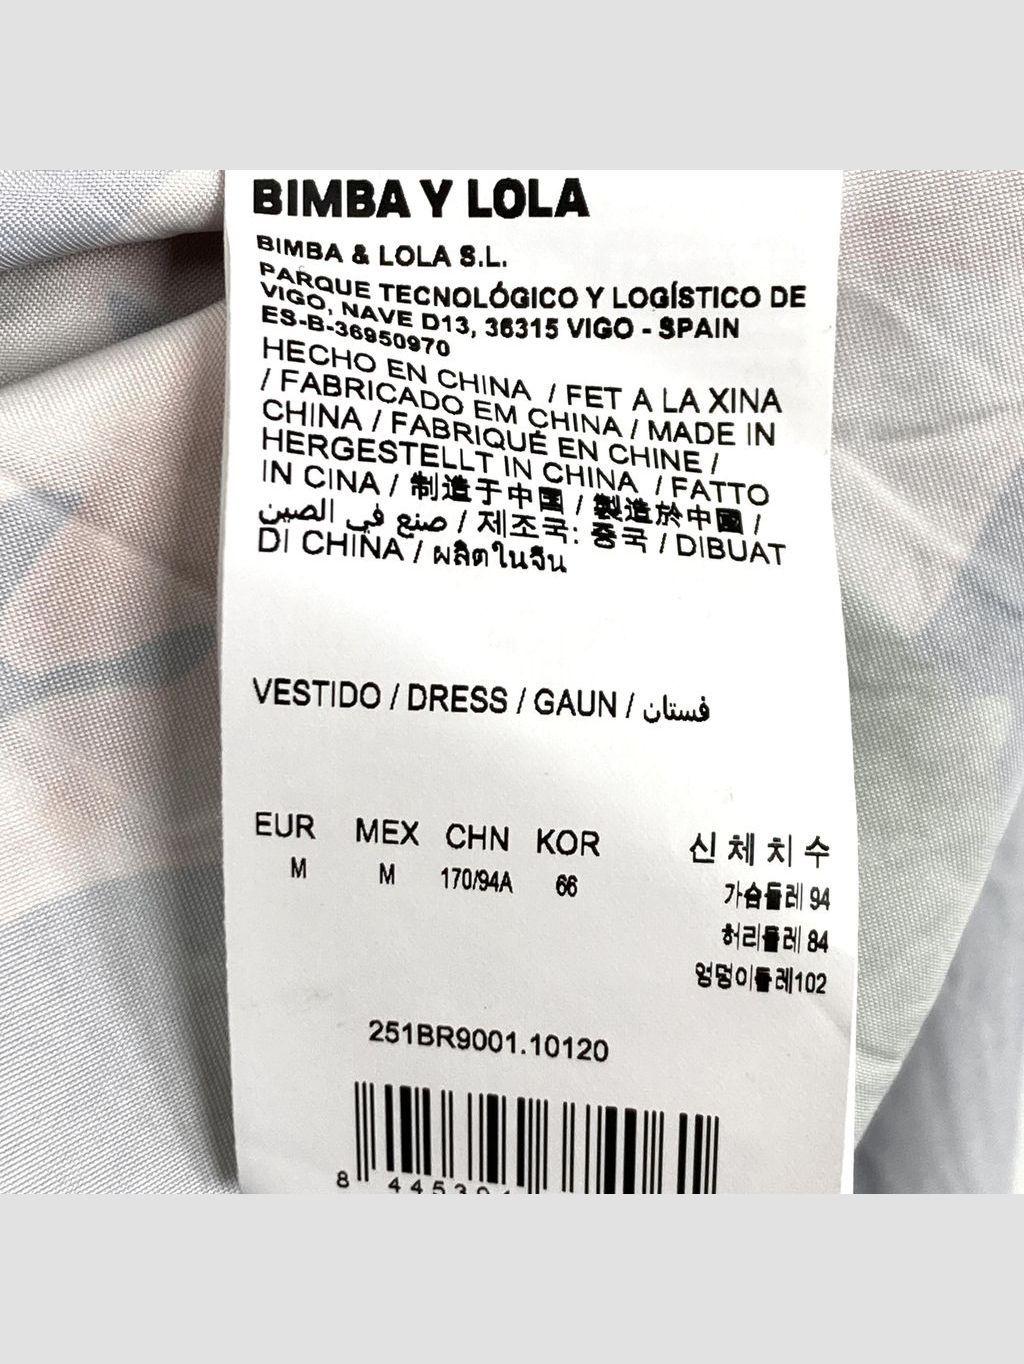 BIMBA Y LOLA
BIMBA & LOLA S.L.
PARQUE TECNOLÓGICO Y LOGÍSTICO DE
VIGO, NAVE D13, 36315 VIGO - SPAIN
ES-B-36950970
HECHO EN CHINA / FET A LA XINA
/ FABRICADO EM CHINA / MADE IN
CHINA / FABRIQUÉ EN CHINE /
HERGESTELLT IN CHINA / FATTO
IN CINA / 制造于中国 / 製造於中國 /
صنع في الصين / 제조국: 중국 / DIBUAT
DI CHINA / ผลิตในจีน
VESTIDO / DRESS / GAUN / فستان
EUR MEX CHN KOR 신체치수
M M 170/94A 66 가슴둘레 94
허리둘레 84
엉덩이둘레 102
251BR9001.10120
8 445